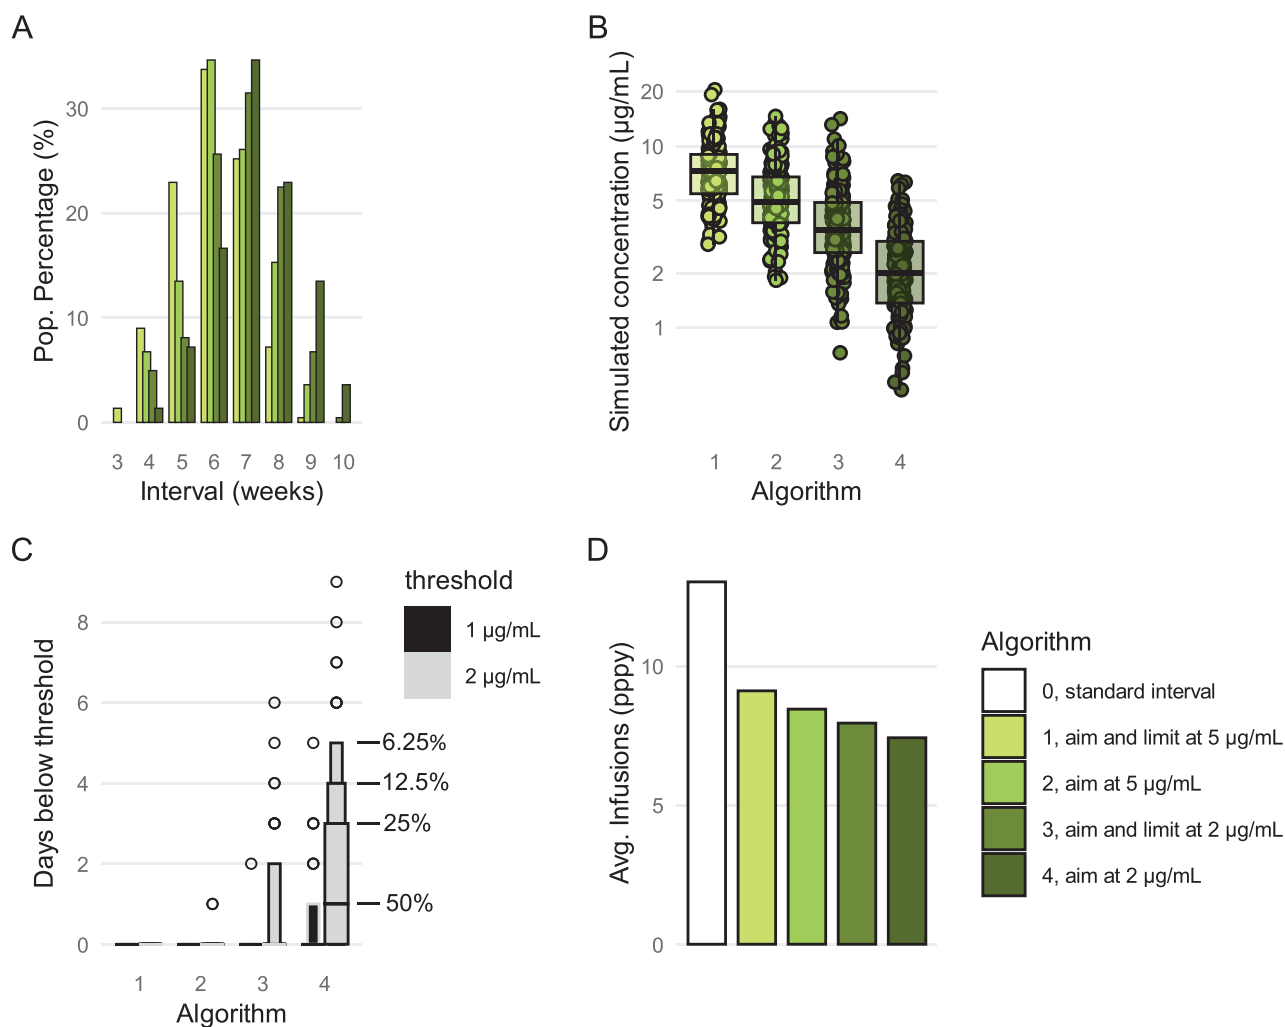 A
Pop. Percentage (%)
30
20
10
0
3 4 5 6 7 8 9 10
Interval (weeks)
B
Simulated concentration (µg/mL)
20
10
5
2
1
1 2 3 4
Algorithm
C
Days below threshold
8
6
4
2
0
1 2 3 4
Algorithm
threshold
1 µg/mL
2 µg/mL
6.25%
12.5%
25%
50%
D
Avg. Infusions (pppy)
10
5
0
Algorithm
0, standard interval
1, aim and limit at 5 µg/mL
2, aim at 5 µg/mL
3, aim and limit at 2 µg/mL
4, aim at 2 µg/mL